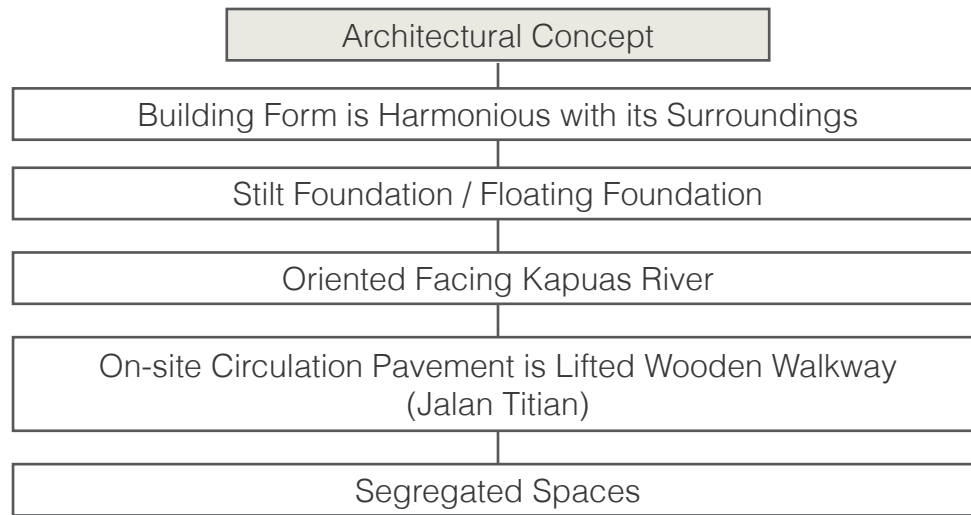 Architectural Concept
Building Form is Harmonious with its Surroundings
Stilt Foundation / Floating Foundation
Oriented Facing Kapuas River
On-site Circulation Pavement is Lifted Wooden Walkway
(Jalan Titian)
Segregated Spaces